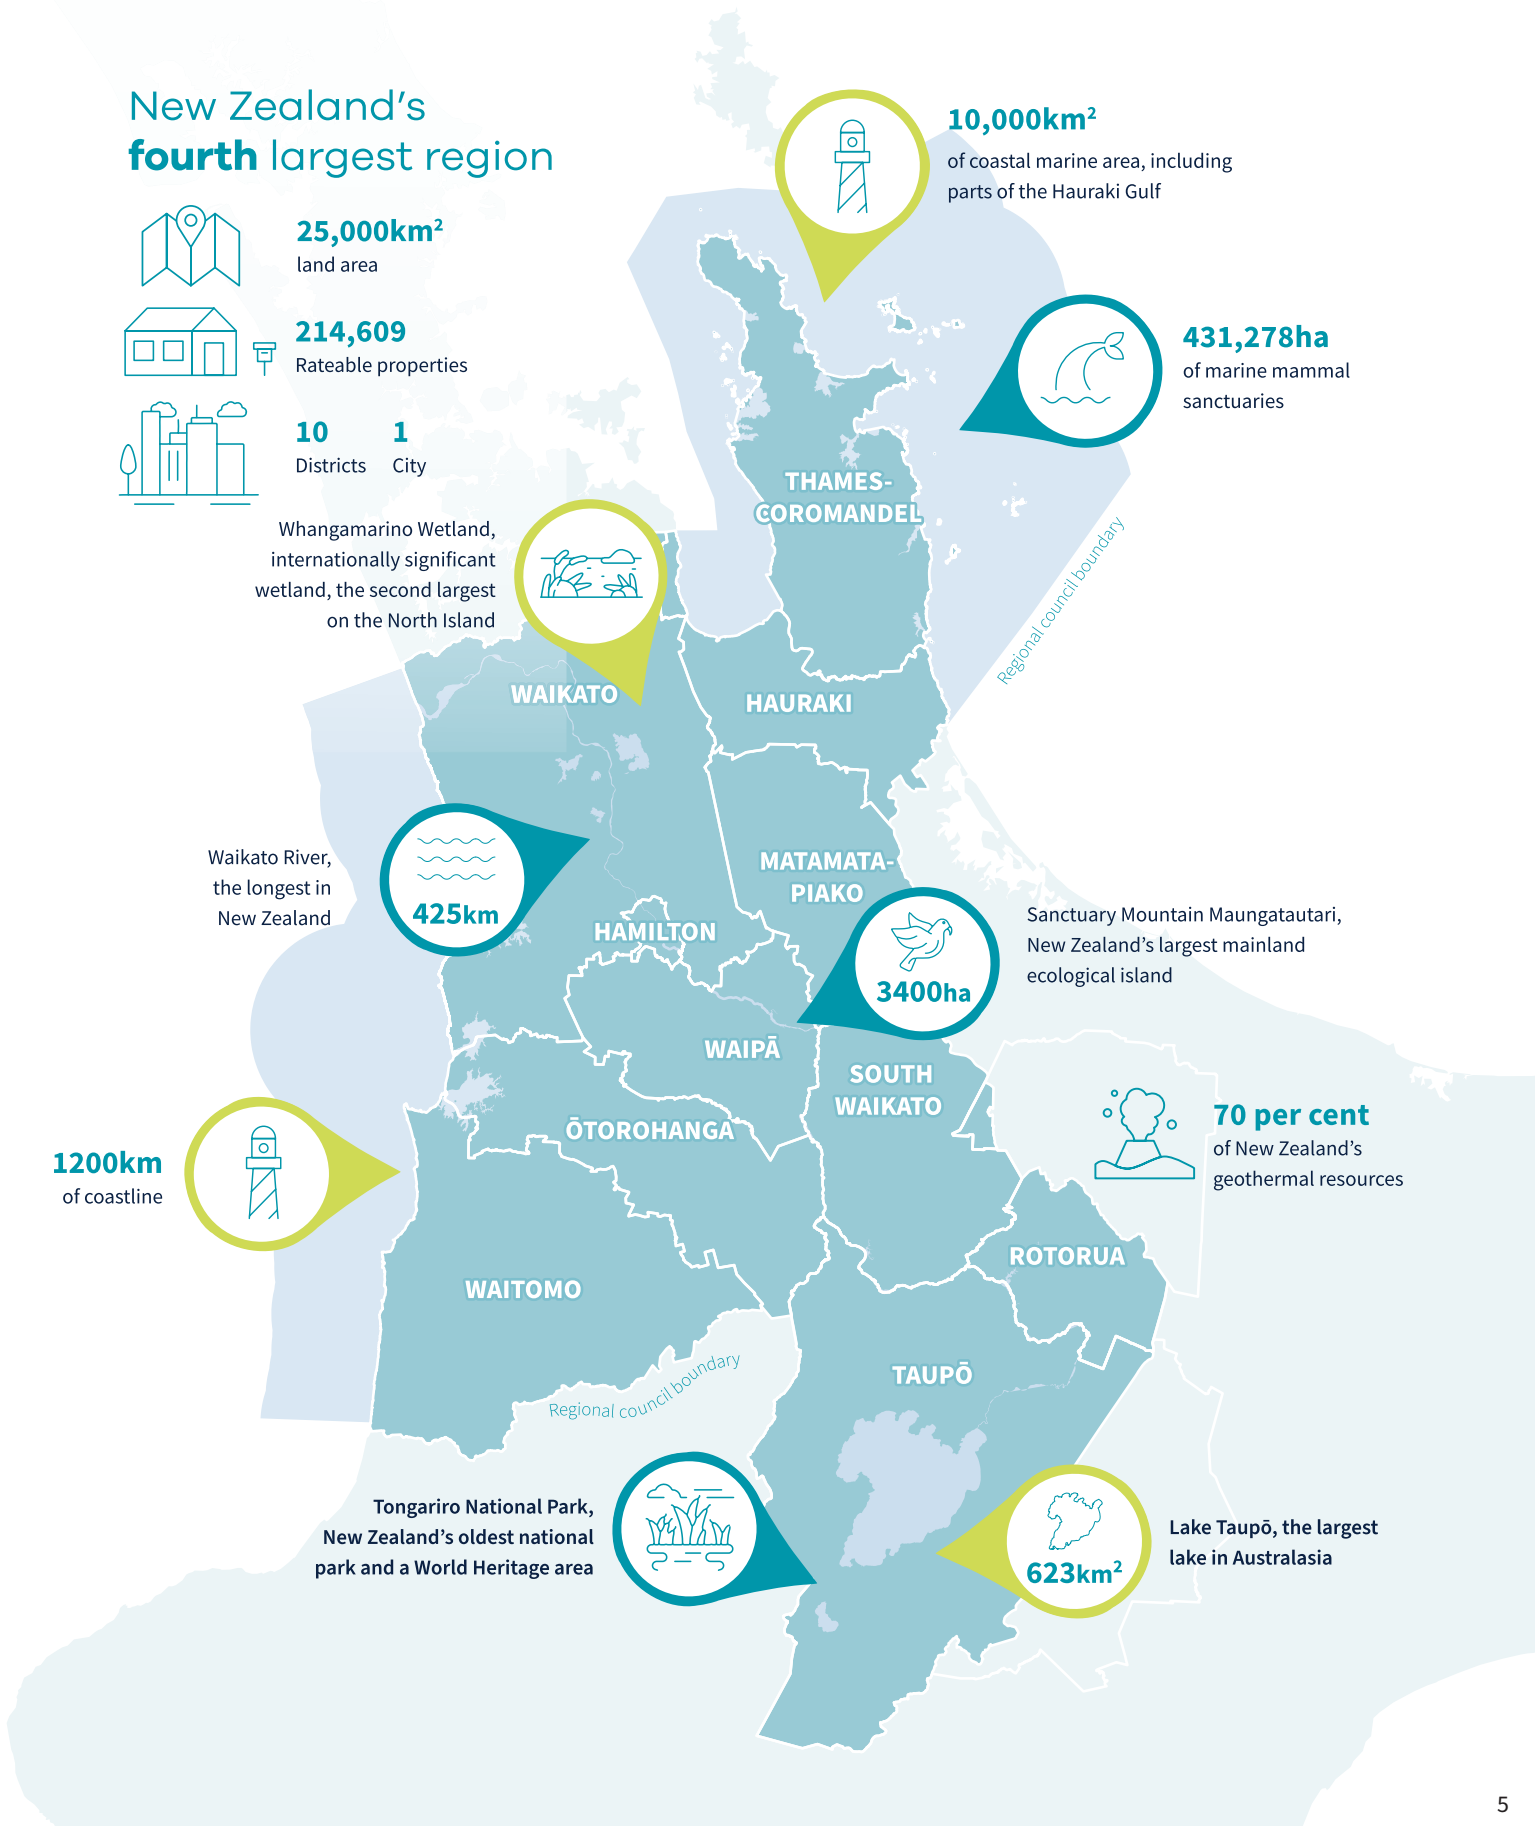 New Zealand's
fourth largest region
25,000km²
land area
214,609
Rateable properties
10 1
Districts City
10,000km²
of coastal marine area, including
parts of the Hauraki Gulf
431,278ha
of marine mammal
sanctuaries
THAMES-
COROMANDEL
Regional council boundary
Whangamarino Wetland,
internationally significant
wetland, the second largest
on the North Island
WAIKATO
HAURAKI
Waikato River,
the longest in
New Zealand
425km
MATAMATA-
PIAKO
HAMILTON
3400ha
Sanctuary Mountain Maungatautari,
New Zealand's largest mainland
ecological island
WAIPĀ
SOUTH
WAIKATO
ŌTOROHANGA
70 per cent
of New Zealand's
geothermal resources
1200km
of coastline
ROTORUA
WAITOMO
Regional council boundary
TAUPŌ
Tongariro National Park,
New Zealand's oldest national
park and a World Heritage area
623km²
Lake Taupō, the largest
lake in Australasia
5